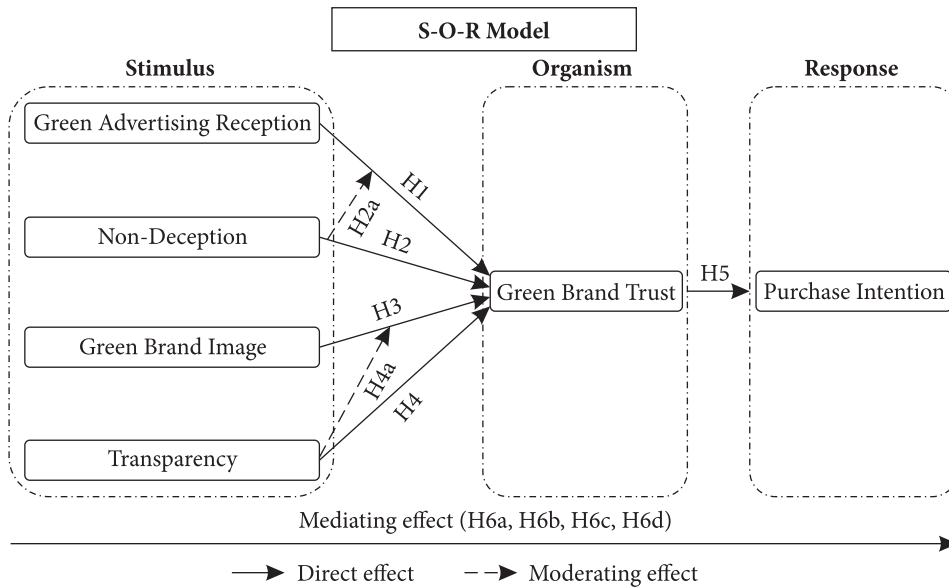 S-O-R Model
Stimulus
Organism
Response
Green Advertising Reception
H1
H2a
Non-Deception
H2
Green Brand Trust
H5
Purchase Intention
H3
Green Brand Image
H4a
H4
Transparency
Mediating effect (H6a, H6b, H6c, H6d)
Direct effect
Moderating effect